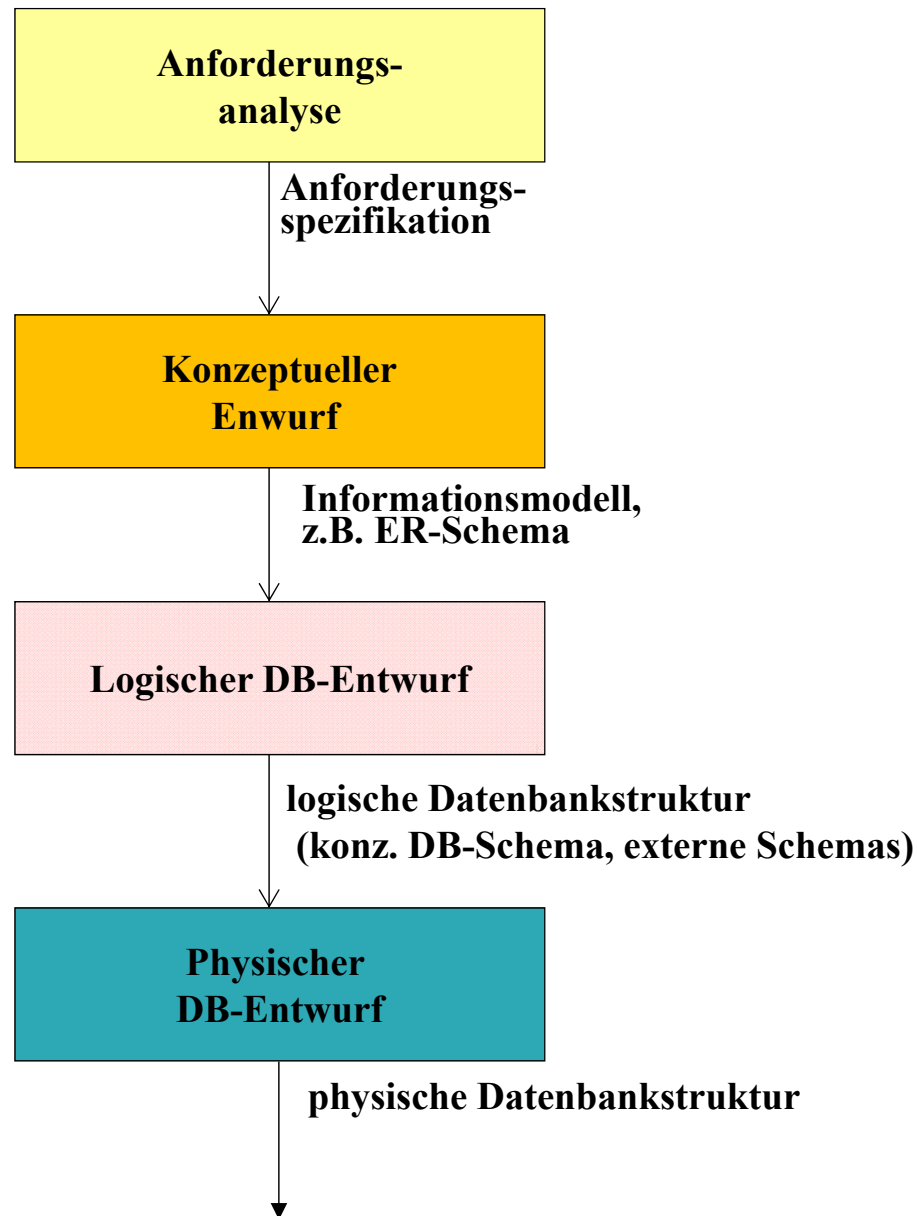 Anforderungs-
analyse
Anforderungs-
spezifikation
Konzeptueller
Enwurf
Informationsmodell,
z.B. ER-Schema
Logischer DB-Entwurf
logische Datenbankstruktur
(konz. DB-Schema, externe Schemas)
Physischer
DB-Entwurf
physische Datenbankstruktur